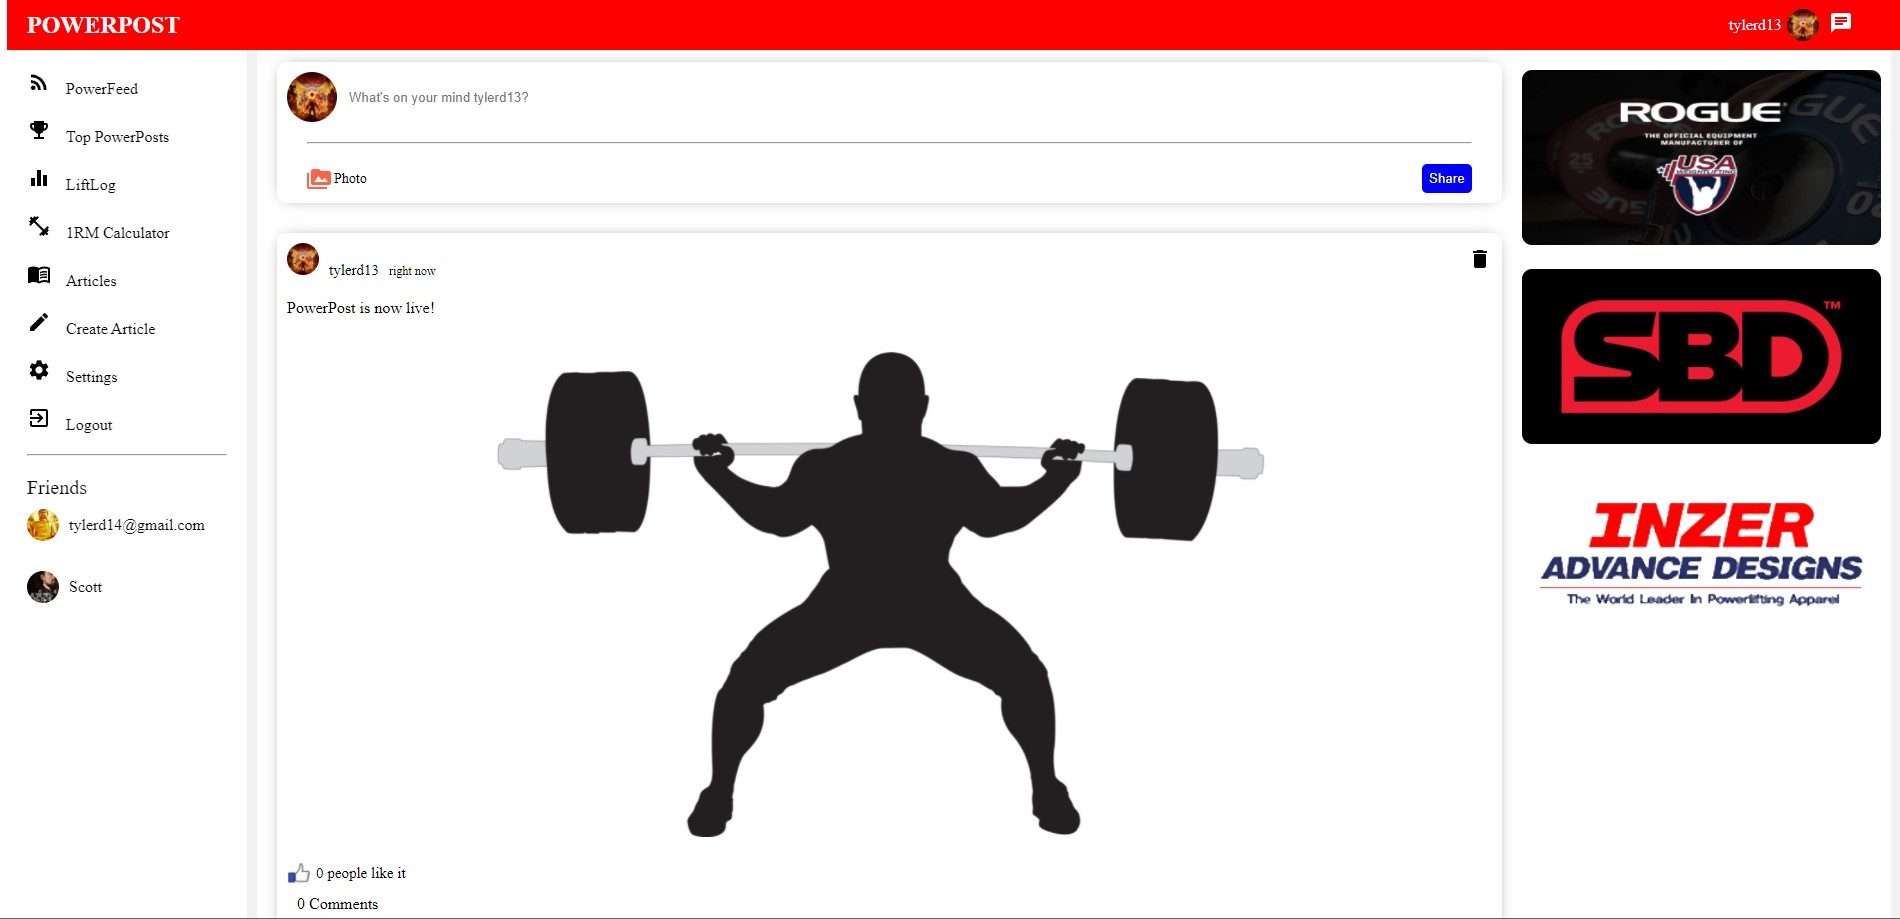 POWERPOST
tylerd13
PowerFeed
Top PowerPosts
LiftLog
1RM Calculator
Articles
Create Article
Settings
Logout
Friends
tylerd14@gmail.com
Scott
What's on your mind tylerd13?
Photo
Share
tylerd13 right now
PowerPost is now live!
0 people like it
0 Comments
ROGUE
THE OFFICIAL EQUIPMENT
MANUFACTURER OF
USA
WEIGHTLIFTING
GUE
25
SBD™
INZER
ADVANCE DESIGNS
The World Leader In Powerlifting Apparel